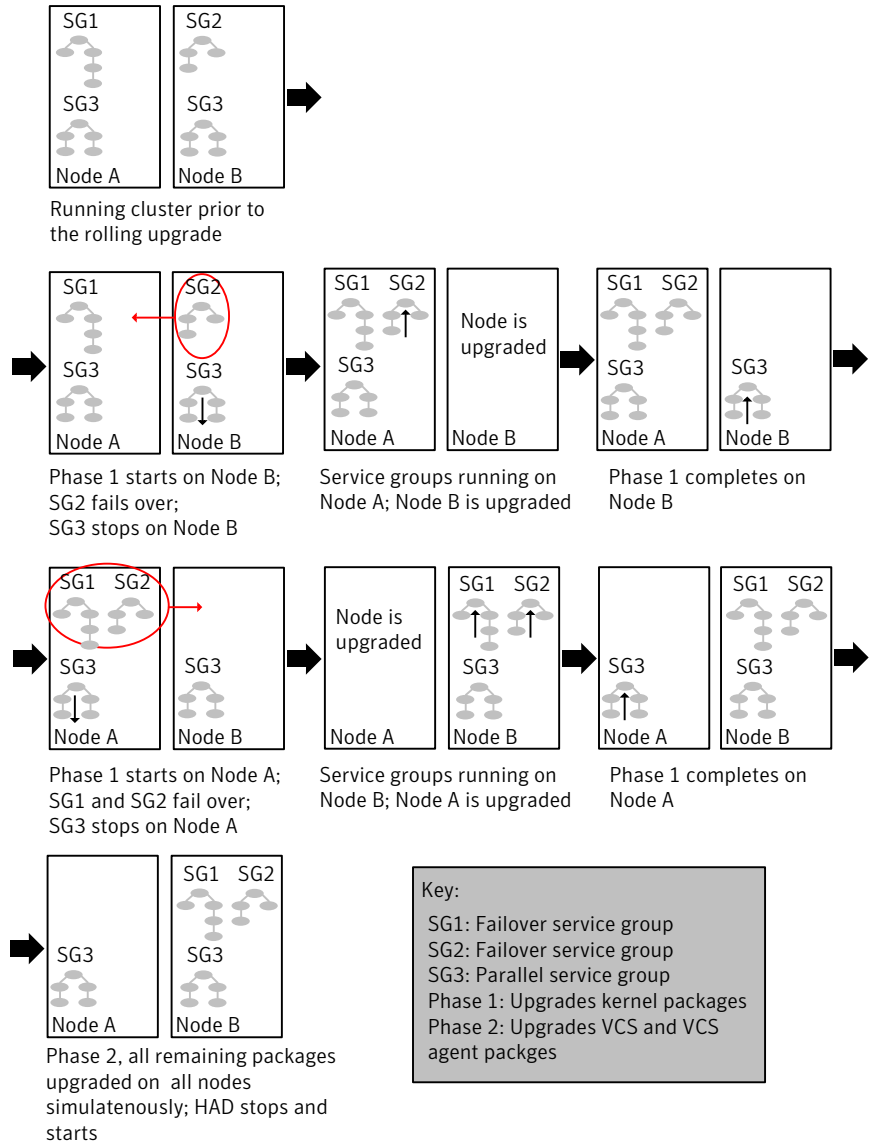 SG1
SG2
SG3
SG3
Node A
Node B
Running cluster prior to
the rolling upgrade
SG1
SG2
SG3
SG3
Node A
Node B
Phase 1 starts on Node B;
SG2 fails over;
SG3 stops on Node B
SG1 SG2
Node is
upgraded
SG3
Node A
Node B
Service groups running on
Node A; Node B is upgraded
SG1 SG2
SG3
SG3
Node A
Node B
Phase 1 completes on
Node B
SG1 SG2
SG3
SG3
Node A
Node B
Phase 1 starts on Node A;
SG1 and SG2 fail over;
SG3 stops on Node A
Node is
upgraded
SG1 SG2
SG3
Node A
Node B
Service groups running on
Node B; Node A is upgraded
SG1 SG2
SG3
SG3
Node A
Node B
Phase 1 completes on
Node A
SG1 SG2
SG3
SG3
Node A
Node B
Phase 2, all remaining packages
upgraded on all nodes
simulatenously; HAD stops and
starts
Key:
SG1: Failover service group
SG2: Failover service group
SG3: Parallel service group
Phase 1: Upgrades kernel packages
Phase 2: Upgrades VCS and VCS
agent packges